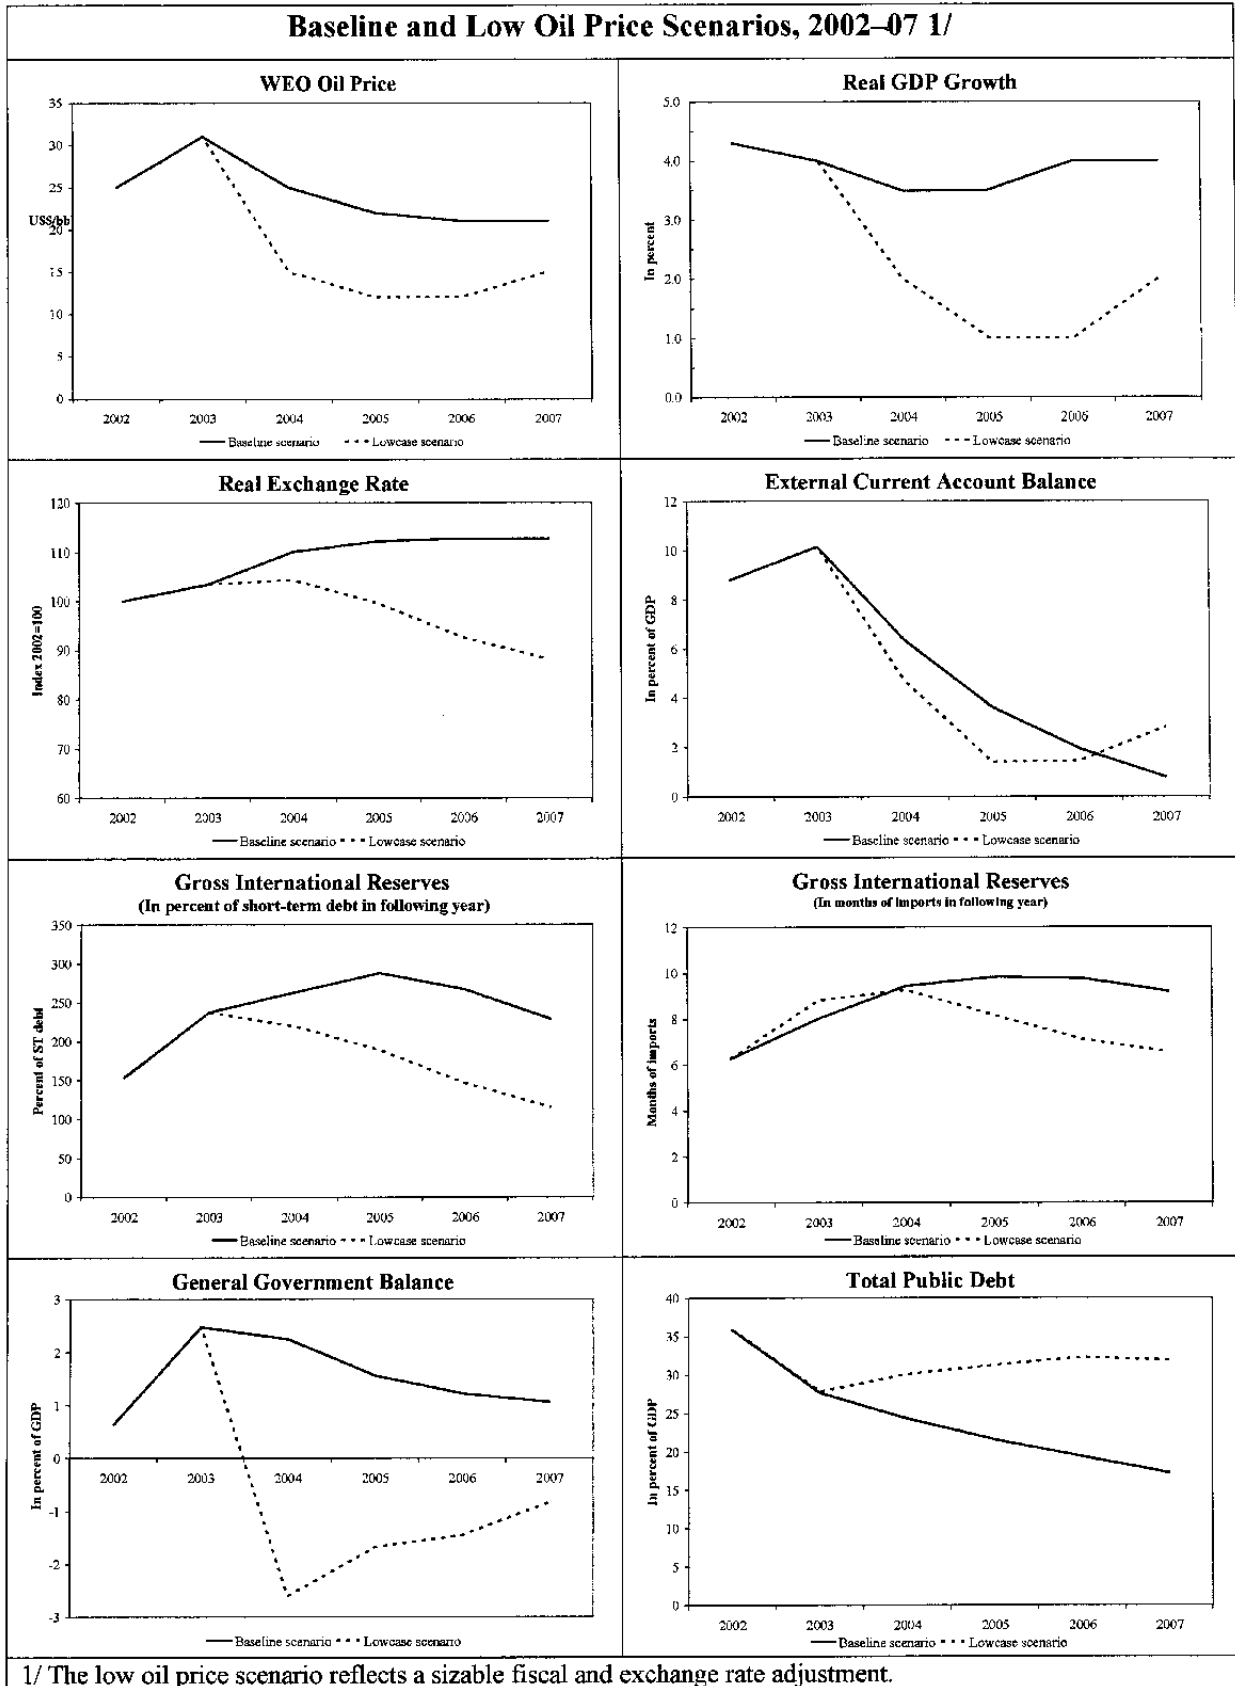 Baseline and Low Oil Price Scenarios, 2002–07 1/
WEO Oil Price
35
30
25
US$/bb
20
15
10
5
0
2002 2003 2004 2005 2006 2007
Baseline scenario Lowcase scenario
Real GDP Growth
5.0
4.0
3.0
2.0
1.0
0.0
In percent
2002 2003 2004 2005 2006 2007
Baseline scenario Lowcase scenario
Real Exchange Rate
120
110
100
90
80
70
60
Index 2002=100
2002 2003 2004 2005 2006 2007
Baseline scenario Lowcase scenario
External Current Account Balance
12
10
8
6
4
2
0
In percent of GDP
2002 2003 2004 2005 2006 2007
Baseline scenario Lowcase scenario
Gross International Reserves
(In percent of short-term debt in following year)
350
300
250
200
150
100
50
0
Percent of ST debt
2002 2003 2004 2005 2006 2007
Baseline scenario Lowcase scenario
Gross International Reserves
(In months of imports in following year)
12
10
8
6
4
2
0
Months of imports
2002 2003 2004 2005 2006 2007
Baseline scenario Lowcase scenario
General Government Balance
3
2
1
0
-1
-2
-3
In percent of GDP
2002 2003 2004 2005 2006 2007
Baseline scenario Lowcase scenario
Total Public Debt
40
35
30
25
20
15
10
5
0
In percent of GDP
2002 2003 2004 2005 2006 2007
Baseline scenario Lowcase scenario
1/ The low oil price scenario reflects a sizable fiscal and exchange rate adjustment.